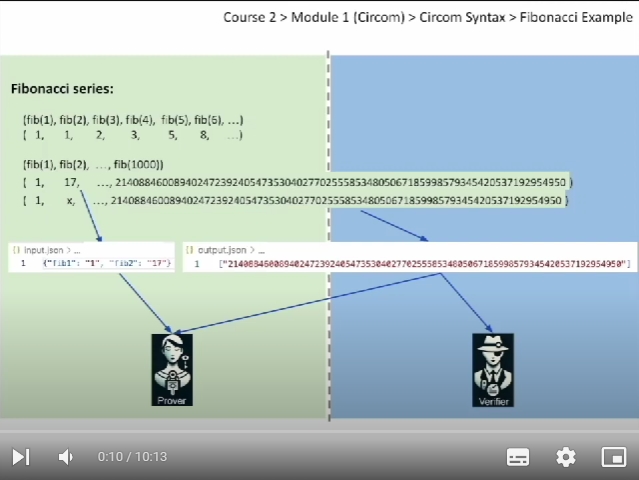 Course 2 > Module 1 (Circom) > Circom Syntax > Fibonacci Example
Fibonacci series:
(fib(1), fib(2), fib(3), fib(4), fib(5), fib(6), ...)
( 1, 1, 2, 3, 5, 8, ...)
(fib(1), fib(2), ..., fib(1000))
( 1, 17, ..., 21408846008940247239240547353040277025558534805067185998579345420537192954950 )
( 1, x, ..., 21408846008940247239240547353040277025558534805067185998579345420537192954950 )
{} input.json > ...
1 {"fib1": "1", "fib2": "17"}
{} output.json > ...
1 ["21408846008940247239240547353040277025558534805067185998579345420537192954950"]
Prover
Verifier
0:10 / 10:13